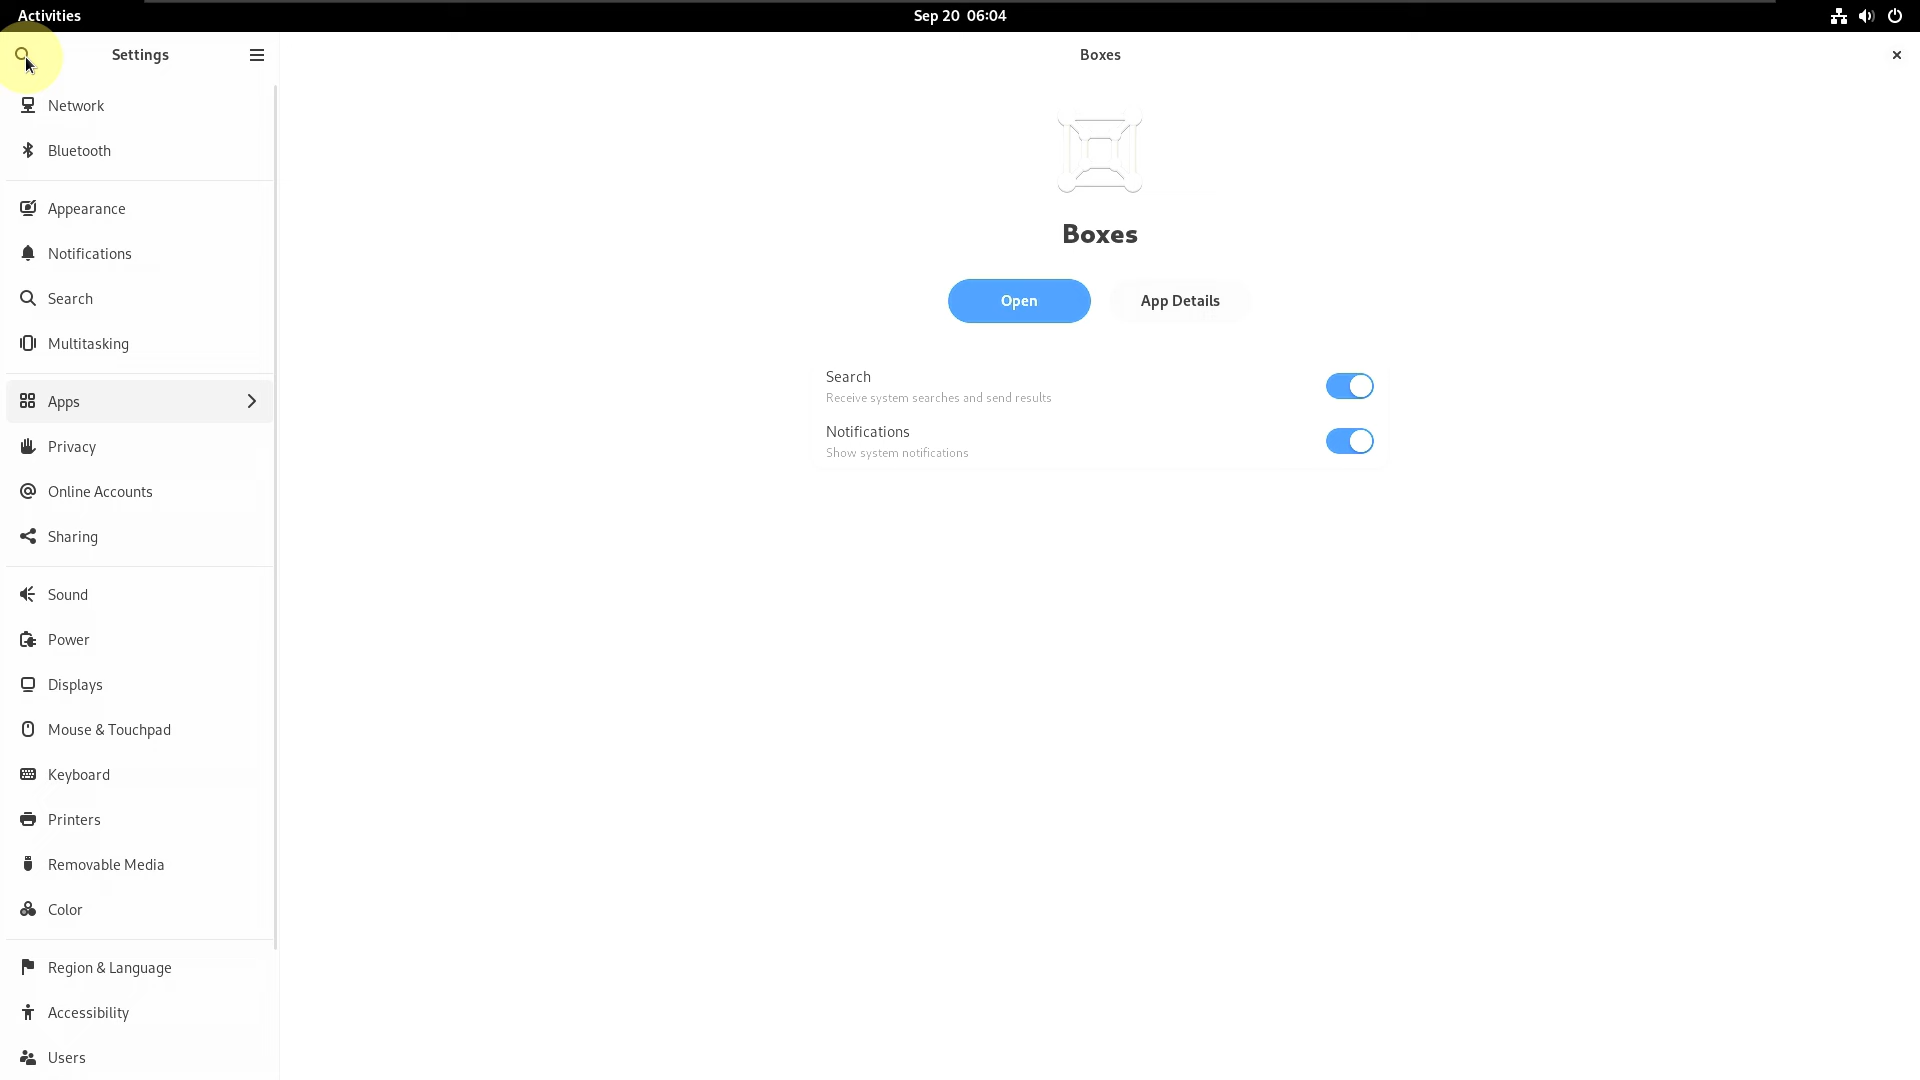 Activities
Sep 20 06:04
Settings
Boxes
Network
Bluetooth
Appearance
Notifications
Search
Multitasking
Apps
Privacy
Online Accounts
Sharing
Sound
Power
Displays
Mouse & Touchpad
Keyboard
Printers
Removable Media
Color
Region & Language
Accessibility
Users
Boxes
Open
App Details
Search
Receive system searches and send results
Notifications
Show system notifications